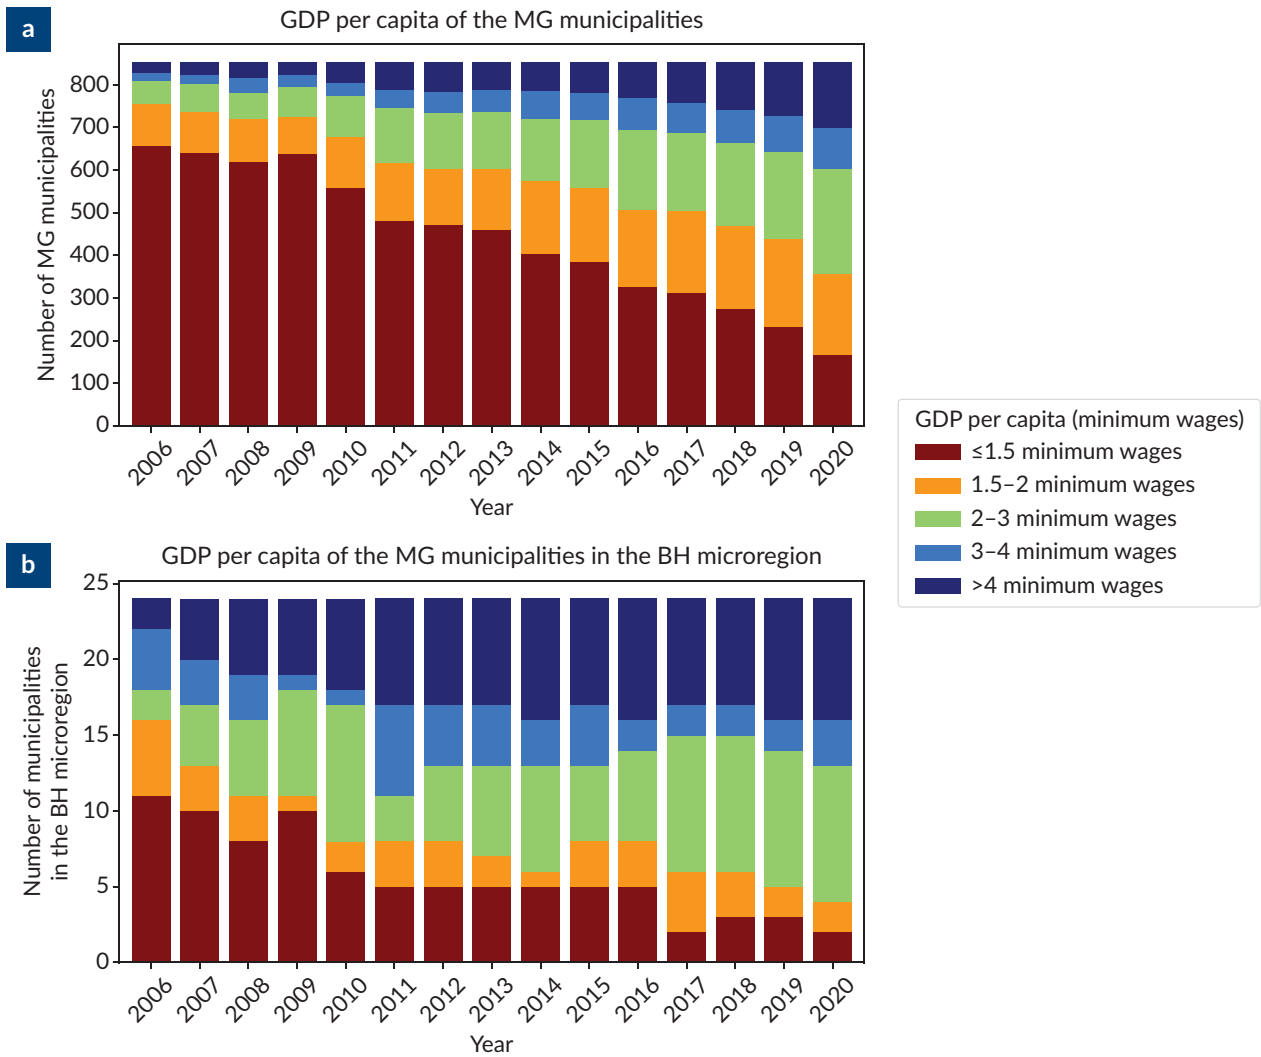 a
GDP per capita of the MG municipalities
Number of MG municipalities
800
700
600
500
400
300
200
100
0
2006 2007 2008 2009 2010 2011 2012 2013 2014 2015 2016 2017 2018 2019 2020
Year
GDP per capita (minimum wages)
≤1.5 minimum wages
1.5–2 minimum wages
2–3 minimum wages
3–4 minimum wages
>4 minimum wages
b
GDP per capita of the MG municipalities in the BH microregion
Number of municipalities
in the BH microregion
25
20
15
10
5
0
2006 2007 2008 2009 2010 2011 2012 2013 2014 2015 2016 2017 2018 2019 2020
Year